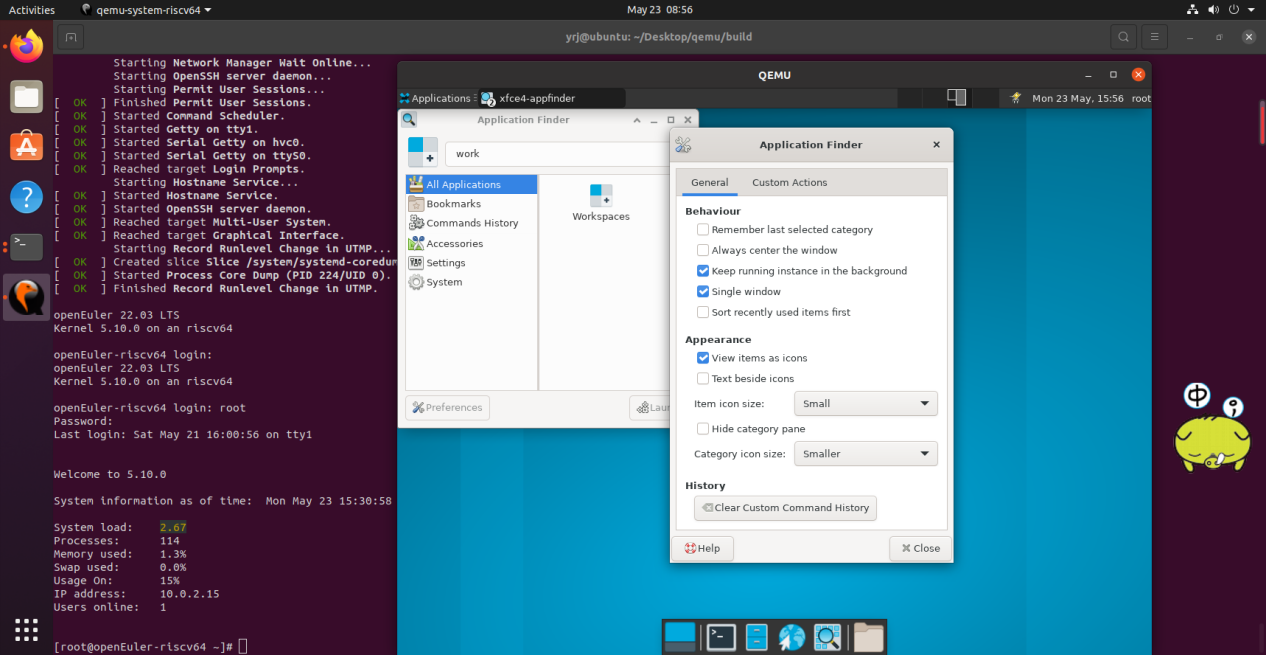 Activities
qemu-system-riscv64
May 23 08:56
yrj@ubuntu: ~/Desktop/qemu/build
Starting Network Manager Wait Online...
Starting OpenSSH server daemon...
Starting Permit User Sessions...
[ OK ] Finished Permit User Sessions.
[ OK ] Started Command Scheduler.
[ OK ] Started Getty on tty1.
[ OK ] Started Serial Getty on hvc0.
[ OK ] Started Serial Getty on ttyS0.
[ OK ] Reached target Login Prompts.
Starting Hostname Service...
[ OK ] Started Hostname Service.
[ OK ] Started OpenSSH server daemon.
[ OK ] Reached target Multi-User System.
[ OK ] Reached target Graphical Interface.
Starting Record Runlevel Change in UTMP...
[ OK ] Created slice Slice /system/systemd-coredum
[ OK ] Started Process Core Dump (PID 224/UID 0).
[ OK ] Finished Record Runlevel Change in UTMP.
openEuler 22.03 LTS
Kernel 5.10.0 on an riscv64
openEuler-riscv64 login:
openEuler 22.03 LTS
Kernel 5.10.0 on an riscv64
openEuler-riscv64 login: root
Password:
Last login: Sat May 21 16:00:56 on tty1
Welcome to 5.10.0
System information as of time: Mon May 23 15:30:58
System load: 2.67
Processes: 114
Memory used: 1.3%
Swap used: 0.0%
Usage On: 15%
IP address: 10.0.2.15
Users online: 1
[root@openEuler-riscv64 ~]#
QEMU
Applications
xfce4-appfinder
Mon 23 May, 15:56
root
Application Finder
work
All Applications
Bookmarks
Commands History
Accessories
Settings
System
Workspaces
Preferences
Lau
Application Finder
General
Custom Actions
Behaviour
Remember last selected category
Always center the window
Keep running instance in the background
Single window
Sort recently used items first
Appearance
View items as icons
Text beside icons
Item icon size: Small
Hide category pane
Category icon size: Smaller
History
Clear Custom Command History
Help
Close
中